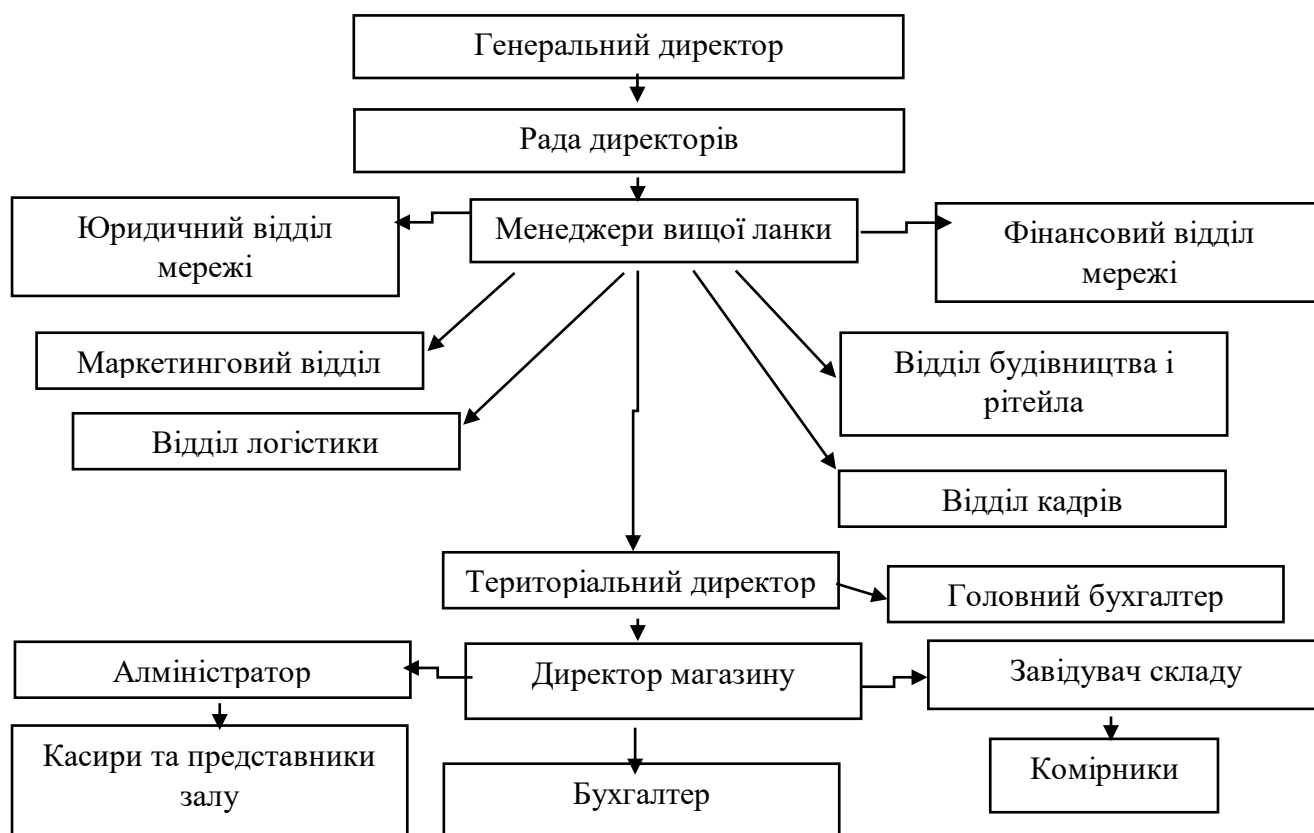 Генеральний директор
Рада директорів
Юридичний відділ
мережі
Менеджери вищої ланки
Фінансовий відділ
мережі
Маркетинговий відділ
Відділ будівництва і
рітейла
Відділ логістики
Відділ кадрів
Територіальний директор
Головний бухгалтер
Алміністратор
Директор магазину
Завідувач складу
Касири та представники
залу
Бухгалтер
Комірники